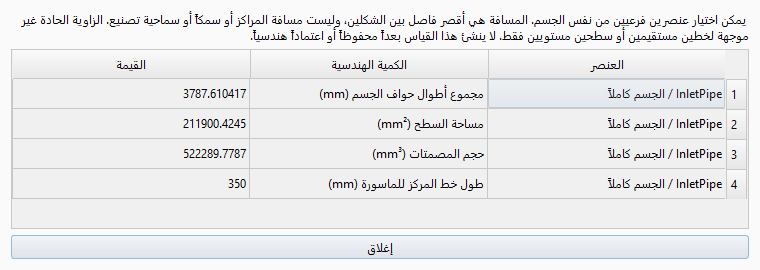 يمكن اختيار عنصرين فرعيين من نفس الجسم. المسافة هي أقصر فاصل بين الشكلين، وليست مسافة المراكز أو سمكاً أو سماحية تصنيع. الزاوية الحادة غير
موجهة لخطين مستقيمين أو سطحين مستويين فقط. لا ينشئ هذا القياس بعداً محفوظاً أو اعتماداً هندسياً.
العنصر الكمية الهندسية القيمة
1 InletPipe / الجسم كاملاً مجموع أطوال حواف الجسم (mm) 3787.610417
2 InletPipe / الجسم كاملاً مساحة السطح (mm²) 211900.4245
3 InletPipe / الجسم كاملاً حجم المصمتات (mm³) 522289.7787
4 InletPipe / الجسم كاملاً طول خط المركز للماسورة (mm) 350
إغلاق